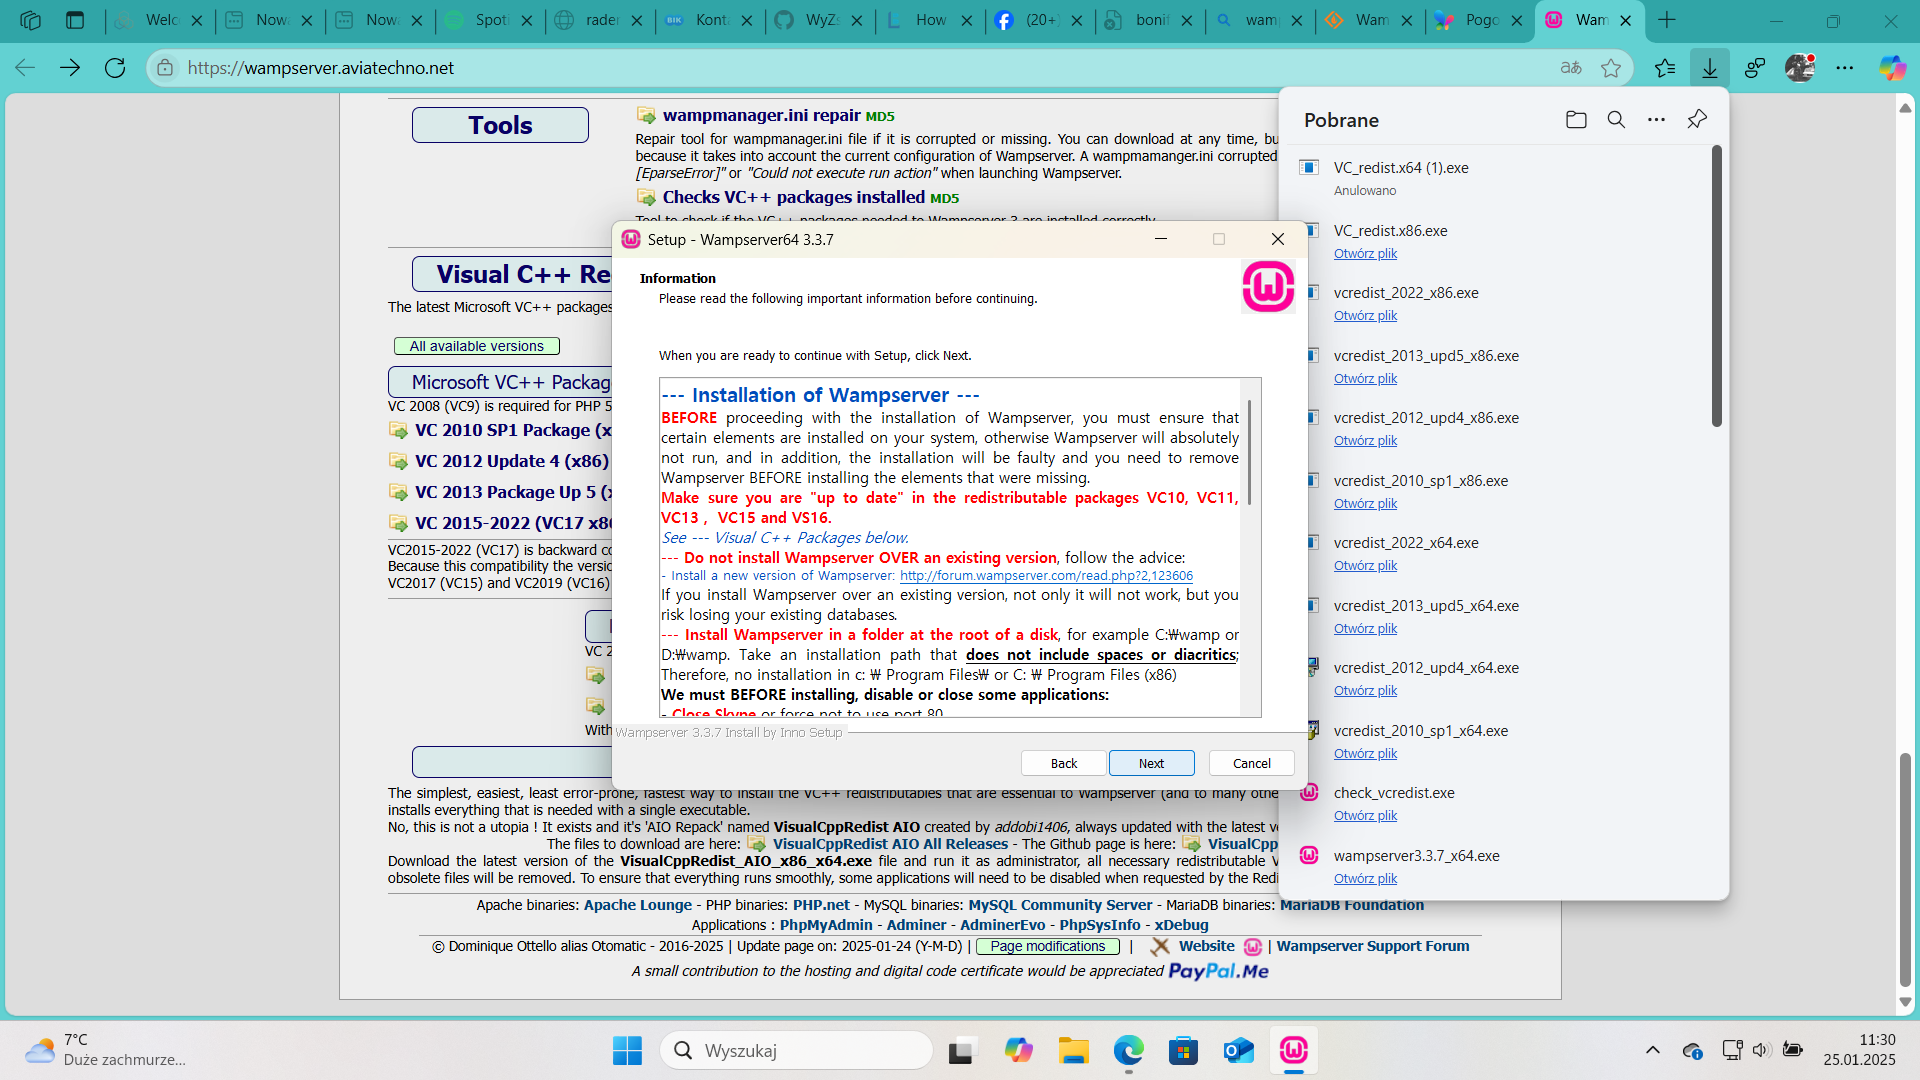 Welc
Nowa
Nowa
Spoti
rader
BIK
Konta
WyZs
How
(20+)
bonif
wamp
Wam
Pogo
Wam
https://wampserver.aviatechno.net
Tools
wampmanager.ini repair MD5
Repair tool for wampmanager.ini file if it is corrupted or missing. You can download at any time, bu
because it takes into account the current configuration of Wampserver. A wampmamanger.ini corrupted
[EparseError]" or "Could not execute run action" when launching Wampserver.
Checks VC++ packages installed MD5
Tool to check if the VC++ packages needed to Wampserver 3 are installed correctly
Visual C++ Re
The latest Microsoft VC++ packages
All available versions
Microsoft VC++ Packag
VC 2008 (VC9) is required for PHP 5
VC 2010 SP1 Package (x
VC 2012 Update 4 (x86)
VC 2013 Package Up 5 (x
VC 2015-2022 (VC17 x86
VC2015-2022 (VC17) is backward co
Because this compatibility the versio
VC2017 (VC15) and VC2019 (VC16)
VC 2
With
The simplest, easiest, least error-prone, fastest way to install the VC++ redistributables that are essential to Wampserver (and to many othe
installs everything that is needed with a single executable.
No, this is not a utopia ! It exists and it's 'AIO Repack' named VisualCppRedist AIO created by addobi1406, always updated with the latest ve
The files to download are here: VisualCppRedist AIO All Releases - The Github page is here: VisualCpp
Download the latest version of the VisualCppRedist_AIO_x86_x64.exe file and run it as administrator, all necessary redistributable V
obsolete files will be removed. To ensure that everything runs smoothly, some applications will need to be disabled when requested by the Redi
Apache binaries: Apache Lounge - PHP binaries: PHP.net - MySQL binaries: MySQL Community Server - MariaDB binaries: MariaDB Foundation
Applications : PhpMyAdmin - Adminer - AdminerEvo - PhpSysInfo - xDebug
© Dominique Ottello alias Otomatic - 2016-2025 | Update page on: 2025-01-24 (Y-M-D) | Page modifications | Website | Wampserver Support Forum
A small contribution to the hosting and digital code certificate would be appreciated PayPal.Me
Setup - Wampserver64 3.3.7
Information
Please read the following important information before continuing.
When you are ready to continue with Setup, click Next.
--- Installation of Wampserver ---
BEFORE proceeding with the installation of Wampserver, you must ensure that
certain elements are installed on your system, otherwise Wampserver will absolutely
not run, and in addition, the installation will be faulty and you need to remove
Wampserver BEFORE installing the elements that were missing.
Make sure you are "up to date" in the redistributable packages VC10, VC11,
VC13 , VC15 and VS16.
See --- Visual C++ Packages below.
--- Do not install Wampserver OVER an existing version, follow the advice:
- Install a new version of Wampserver: http://forum.wampserver.com/read.php?2,123606
If you install Wampserver over an existing version, not only it will not work, but you
risk losing your existing databases.
--- Install Wampserver in a folder at the root of a disk, for example C:₩wamp or
D:₩wamp. Take an installation path that does not include spaces or diacritics;
Therefore, no installation in c: ₩ Program Files₩ or C: ₩ Program Files (x86)
We must BEFORE installing, disable or close some applications:
- Close Skype or force not to use port 80
Wampserver 3.3.7 Install by Inno Setup
Back
Next
Cancel
Pobrane
VC_redist.x64 (1).exe
Anulowano
VC_redist.x86.exe
Otwórz plik
vcredist_2022_x86.exe
Otwórz plik
vcredist_2013_upd5_x86.exe
Otwórz plik
vcredist_2012_upd4_x86.exe
Otwórz plik
vcredist_2010_sp1_x86.exe
Otwórz plik
vcredist_2022_x64.exe
Otwórz plik
vcredist_2013_upd5_x64.exe
Otwórz plik
vcredist_2012_upd4_x64.exe
Otwórz plik
vcredist_2010_sp1_x64.exe
Otwórz plik
check_vcredist.exe
Otwórz plik
wampserver3.3.7_x64.exe
Otwórz plik
7°C
Duże zachmurze...
Wyszukaj
11:30
25.01.2025